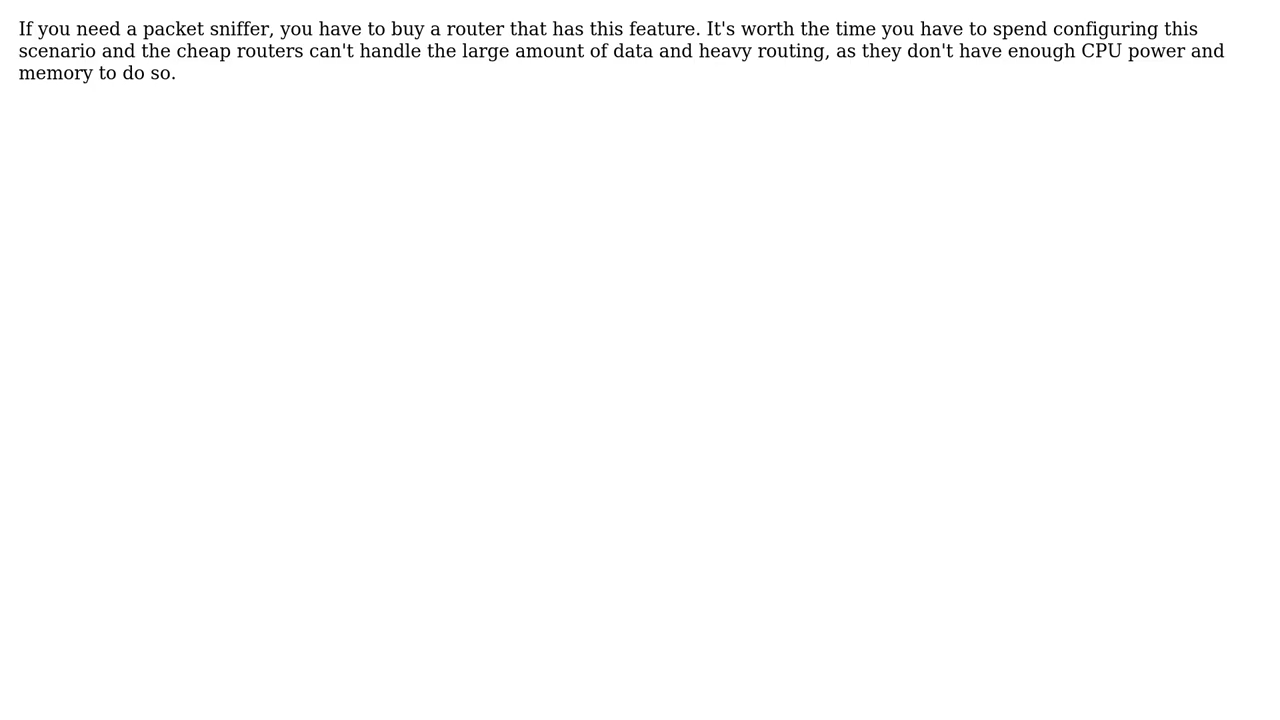 If you need a packet sniffer, you have to buy a router that has this feature. It's worth the time you have to spend configuring this
scenario and the cheap routers can't handle the large amount of data and heavy routing, as they don't have enough CPU power and
memory to do so.